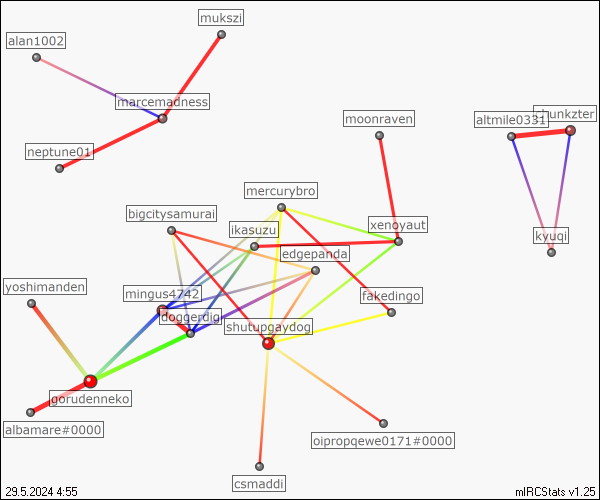 mukszi
alan1002
marcemadness
moonraven
altmile0331
chunkzter
neptune01
mercurybro
bigcitysamurai
ikasuzu
xenoyaut
kyuqi
edgepanda
yoshimanden
mingus4742
fakedingo
doggerdig
shutupgaydog
gorudenneko
albamare#0000
oipropqewe0171#0000
csmaddi
29.5.2024 4:55
mIRCStats v1.25